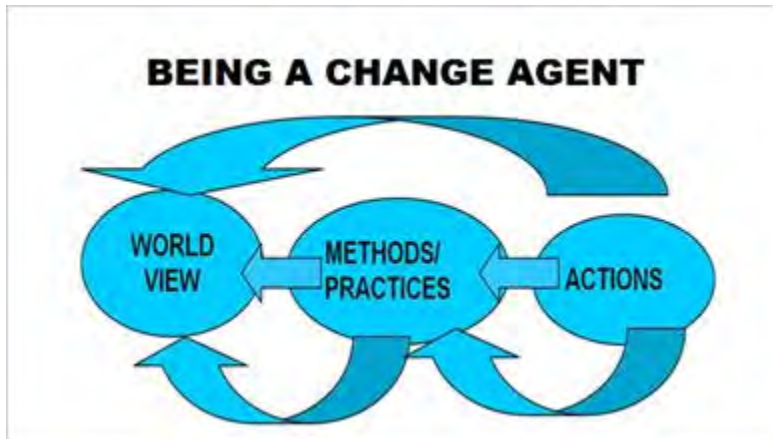 BEING A CHANGE AGENT
WORLD
VIEW
METHODS/
PRACTICES
ACTIONS